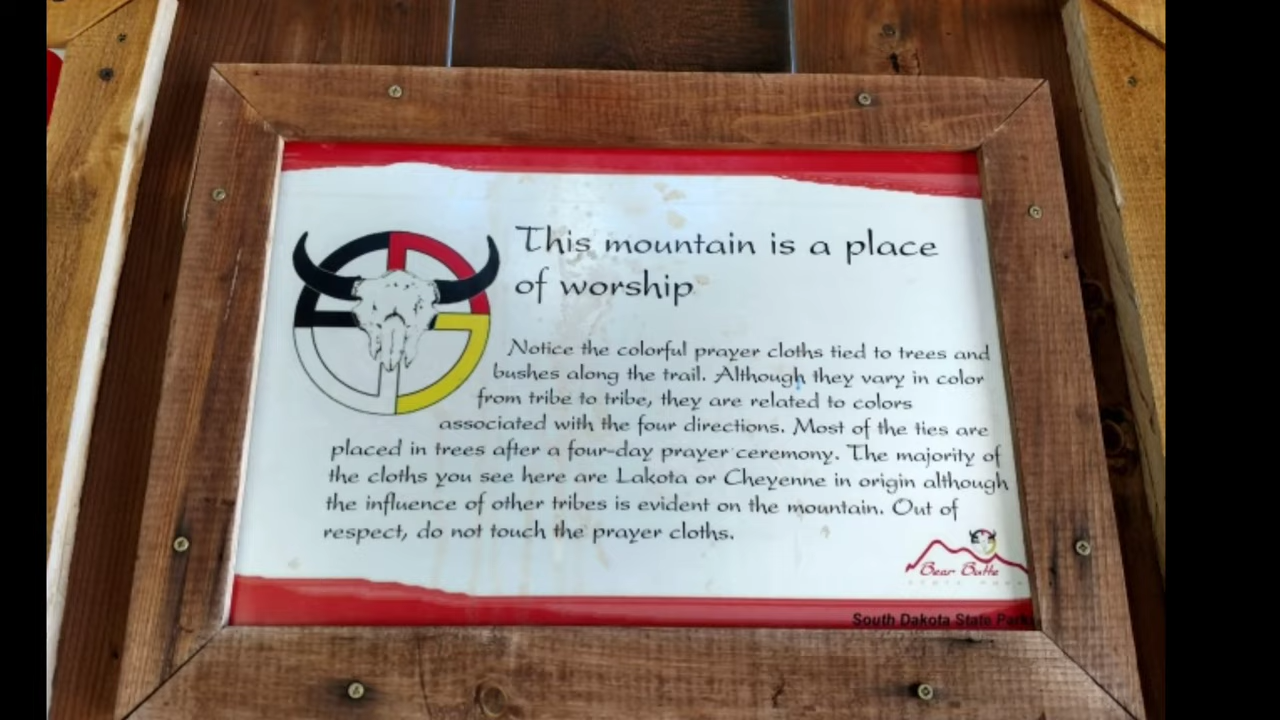 This mountain is a place
of worship
Notice the colorful prayer cloths tied to trees and
bushes along the trail. Although they vary in color
from tribe to tribe, they are related to colors
associated with the four directions. Most of the ties are
placed in trees after a four-day prayer ceremony. The majority of
the cloths you see here are Lakota or Cheyenne in origin although
the influence of other tribes is evident on the mountain. Out of
respect, do not touch the prayer cloths.
Bear Butte
South Dakota State Parks